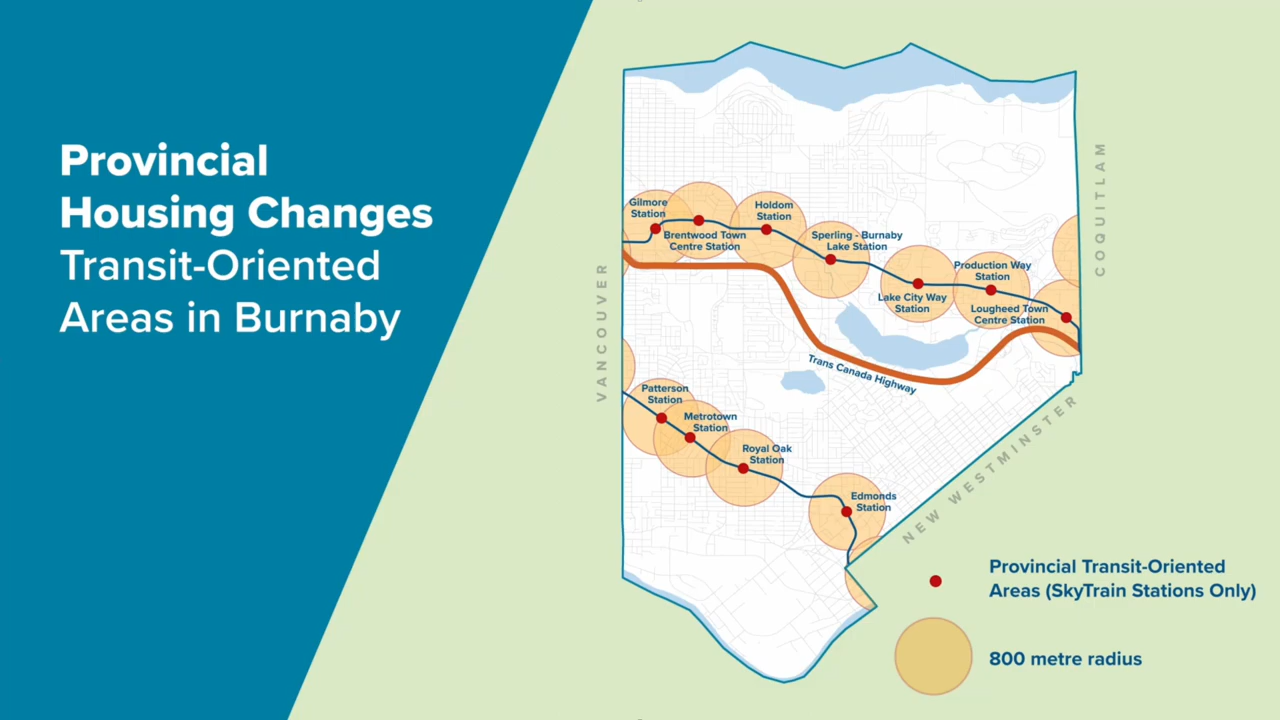 Provincial
Housing Changes
Transit-Oriented
Areas in Burnaby
VANCOUVER
COQUITLAM
NEW WESTMINSTER
Gilmore
Station
Brentwood Town
Centre Station
Holdom
Station
Sperling - Burnaby
Lake Station
Lake City Way
Station
Production Way
Station
Lougheed Town
Centre Station
Trans Canada Highway
Patterson
Station
Metrotown
Station
Royal Oak
Station
Edmonds
Station
Provincial Transit-Oriented
Areas (SkyTrain Stations Only)
800 metre radius